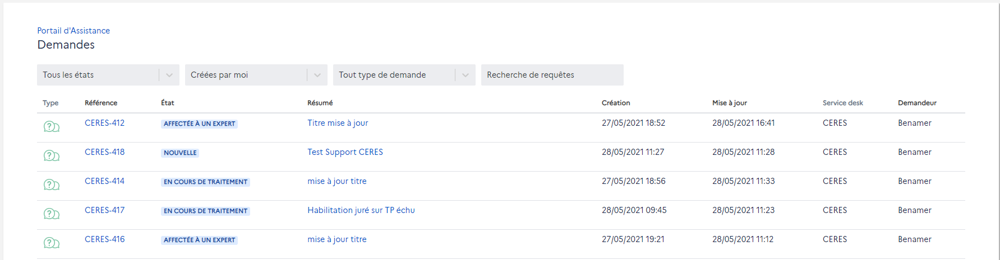 Portail d'Assistance
Demandes
Tous les états Créées par moi Tout type de demande Recherche de requêtes
Type Référence État Résumé Création Mise à jour Service desk Demandeur
CERES-412 AFFECTÉE À UN EXPERT Titre mise à jour 27/05/2021 18:52 28/05/2021 16:41 CERES Benamer
CERES-418 NOUVELLE Test Support CERES 28/05/2021 11:27 28/05/2021 11:28 CERES Benamer
CERES-414 EN COURS DE TRAITEMENT mise à jour titre 27/05/2021 18:56 28/05/2021 11:33 CERES Benamer
CERES-417 EN COURS DE TRAITEMENT Habilitation juré sur TP échu 28/05/2021 09:45 28/05/2021 11:23 CERES Benamer
CERES-416 AFFECTÉE À UN EXPERT mise à jour titre 27/05/2021 19:21 28/05/2021 11:12 CERES Benamer